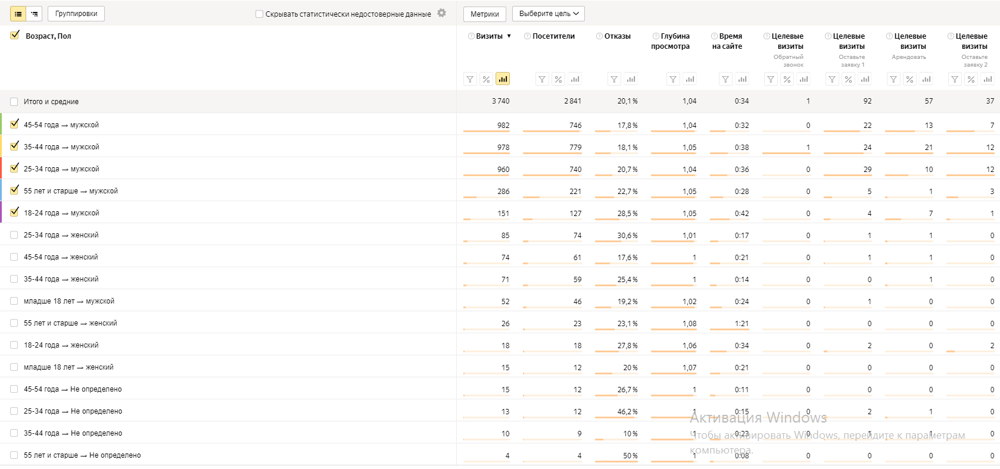 Группировки
Скрывать статистически недостоверные данные
Метрики
Выберите цель
Возраст, Пол
Визиты ▼
Посетители
Отказы
Глубина просмотра
Время на сайте
Целевые визиты
Обратный звонок
Целевые визиты
Оставьте заявку 1
Целевые визиты
Арендовать
Целевые визиты
Оставьте заявку 2
Итого и средние 3 740 2 841 20,1 % 1,04 0:34 1 92 57 37
45-54 года → мужской 982 746 17,8 % 1,04 0:32 0 22 13 7
35-44 года → мужской 978 779 18,1 % 1,05 0:38 1 24 21 12
25-34 года → мужской 960 740 20,7 % 1,04 0:36 0 29 10 12
55 лет и старше → мужской 286 221 22,7 % 1,05 0:28 0 5 1 3
18-24 года → мужской 151 127 28,5 % 1,05 0:42 0 4 7 1
25-34 года → женский 85 74 30,6 % 1,01 0:17 0 1 1 0
45-54 года → женский 74 61 17,6 % 1 0:21 0 1 1 0
35-44 года → женский 71 59 25,4 % 1 0:14 0 0 1 0
младше 18 лет → мужской 52 46 19,2 % 1,02 0:24 0 1 0 0
55 лет и старше → женский 26 23 23,1 % 1,08 1:21 0 0 0 0
18-24 года → женский 18 18 27,8 % 1,06 0:34 0 2 0 2
младше 18 лет → женский 15 12 20 % 1,07 0:21 0 0 0 0
45-54 года → Не определено 15 12 26,7 % 1 0:11 0 0 0 0
25-34 года → Не определено 13 12 46,2 % 1 0:15 0 2 1 0
35-44 года → Не определено 10 9 10 % 1 0:23 0 1 1 0
55 лет и старше → Не определено 4 4 50 % 1 0:08 0 0 0 0
Активация Windows
Чтобы активировать Windows, перейдите к параметрам
компьютера.